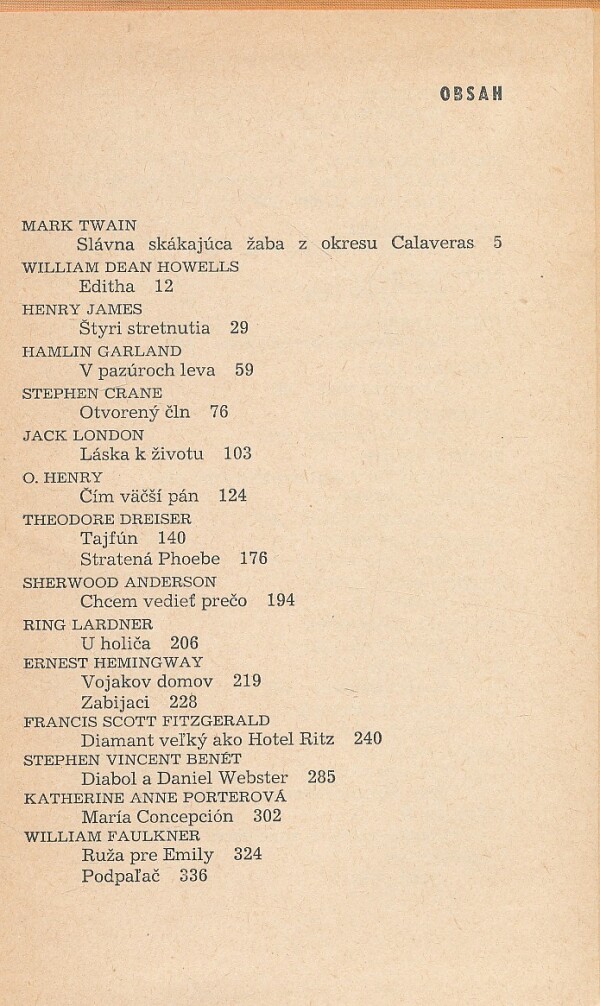 OBSAH
MARK TWAIN
Slávna skákajúca žaba z okresu Calaveras 5
WILLIAM DEAN HOWELLS
Editha 12
HENRY JAMES
Štyri stretnutia 29
HAMLIN GARLAND
V pazúroch leva 59
STEPHEN CRANE
Otvorený čln 76
JACK LONDON
Láska k životu 103
O. HENRY
Čím väčší pán 124
THEODORE DREISER
Tajfún 140
Stratená Phoebe 176
SHERWOOD ANDERSON
Chcem vedieť prečo 194
RING LARDNER
U holiča 206
ERNEST HEMINGWAY
Vojakov domov 219
Zabijaci 228
FRANCIS SCOTT FITZGERALD
Diamant veľký ako Hotel Ritz 240
STEPHEN VINCENT BENÉT
Diabol a Daniel Webster 285
KATHERINE ANNE PORTEROVÁ
María Concepción 302
WILLIAM FAULKNER
Ruža pre Emily 324
Podpaľač 336